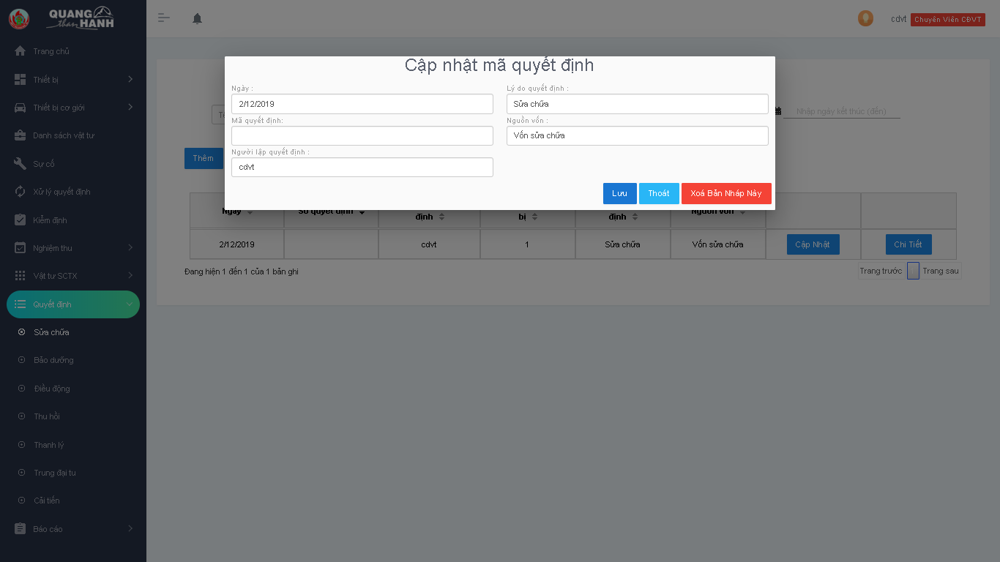 QUANG
than HANH
cdvt Chuyên Viên CĐVT
Trang chủ
Thiết bị
Thiết bị cơ giới
Danh sách vật tư
Sự cố
Xử lý quyết định
Kiểm định
Nghiệm thu
Vật tư SCTX
Quyết định
Sửa chữa
Bảo dưỡng
Điều động
Thu hồi
Thanh lý
Trung đại tu
Cải tiến
Báo cáo
Cập nhật mã quyết định
Ngày :
2/12/2019
Lý do quyết định :
Sửa chữa
Mã quyết định:
Nguồn vốn :
Vốn sửa chữa
Người lập quyết định :
cdvt
Lưu Thoát Xoá Bản Nháp Này
Nhập ngày kết thúc (đến)
Thêm
Ngày Số quyết định định bị định Nguồn vốn
2/12/2019 cdvt 1 Sửa chữa Vốn sửa chữa Cập Nhật Chi Tiết
Đang hiện 1 đến 1 của 1 bản ghi
Trang trước Trang sau